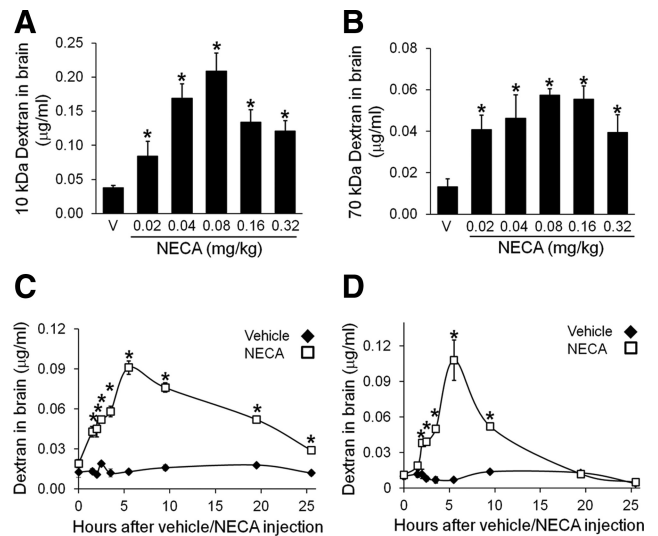 A
10 kDa Dextran in brain
(µg/ml)
0.25
0.20
0.15
0.10
0.05
0.00
*
*
*
*
*
V 0.02 0.04 0.08 0.16 0.32
NECA (mg/kg)
B
70 kDa Dextran in brain
(µg/ml)
0.08
0.06
0.04
0.02
0.00
*
*
*
*
*
V 0.02 0.04 0.08 0.16 0.32
NECA (mg/kg)
C
Dextran in brain (µg/ml)
0.12
0.09
0.06
0.03
0.00
Vehicle
NECA
*
*
*
*
*
*
*
*
0 5 10 15 20 25
Hours after vehicle/NECA injection
D
Dextran in brain (µg/ml)
0.12
0.09
0.06
0.03
0
Vehicle
NECA
*
*
*
*
*
0 5 10 15 20 25
Hours after vehicle/NECA injection